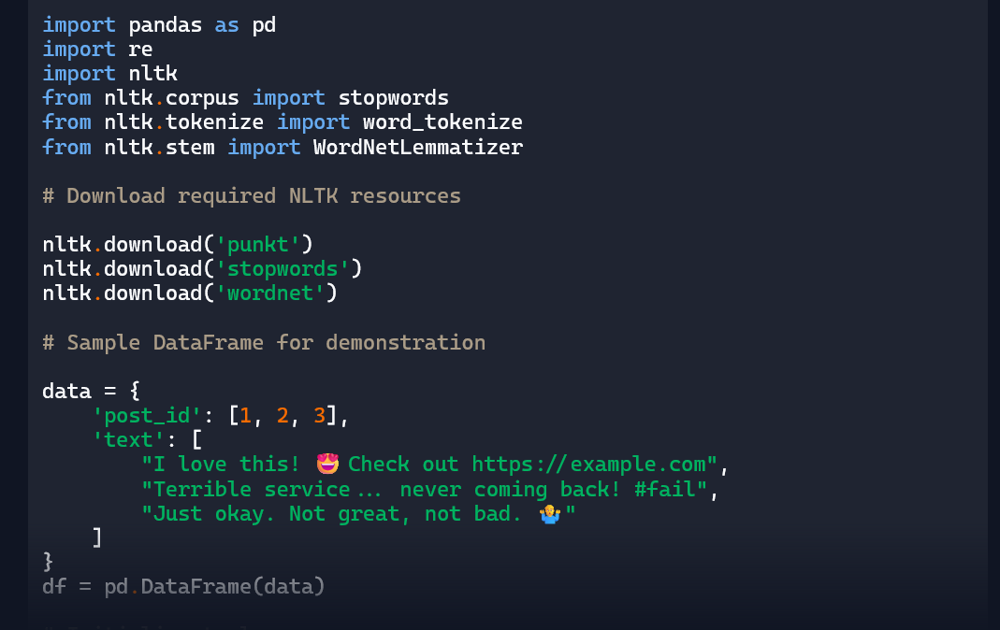 import pandas as pd
import re
import nltk
from nltk.corpus import stopwords
from nltk.tokenize import word_tokenize
from nltk.stem import WordNetLemmatizer

# Download required NLTK resources

nltk.download('punkt')
nltk.download('stopwords')
nltk.download('wordnet')

# Sample DataFrame for demonstration

data = {
    'post_id': [1, 2, 3],
    'text': [
        "I love this! 🤩 Check out https://example.com",
        "Terrible service... never coming back! #fail",
        "Just okay. Not great, not bad. 🤷"
    ]
}
df = pd.DataFrame(data)